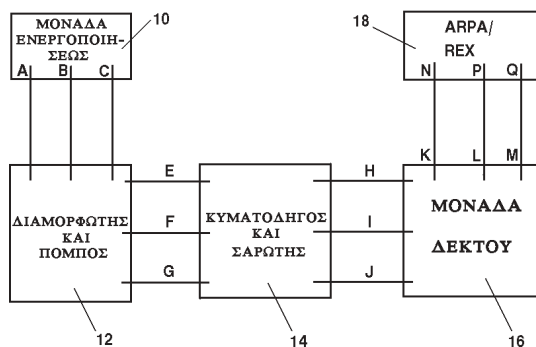 ΜΟΝΑΔΑ
ΕΝΕΡΓΟΠΟΙΗ-
ΣΕΩΣ
10
A B C
18
ARPA/
REX
N P Q
K L M
ΔΙΑΜΟΡΦΩΤΗΣ
ΚΑΙ
ΠΟΜΠΟΣ
12
E
F
G
ΚΥΜΑΤΟΔΗΓΟΣ
ΚΑΙ
ΣΑΡΩΤΗΣ
14
H
I
J
ΜΟΝΑΔΑ
ΔΕΚΤΟΥ
16